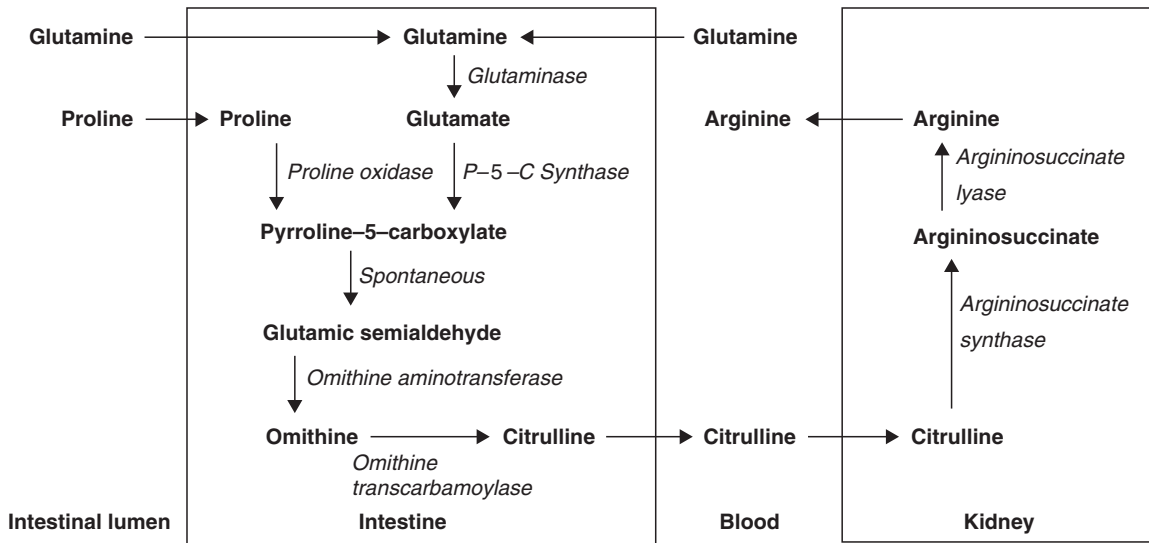 Glutamine
Glutamine
Glutamine
Glutaminase
Proline
Proline
Glutamate
Arginine
Arginine
Proline oxidase
P–5 –C Synthase
Argininosuccinate
lyase
Pyrroline–5–carboxylate
Argininosuccinate
Spontaneous
Argininosuccinate
synthase
Glutamic semialdehyde
Omithine aminotransferase
Omithine
Citrulline
Citrulline
Citrulline
Omithine
transcarbamoylase
Intestinal lumen
Intestine
Blood
Kidney